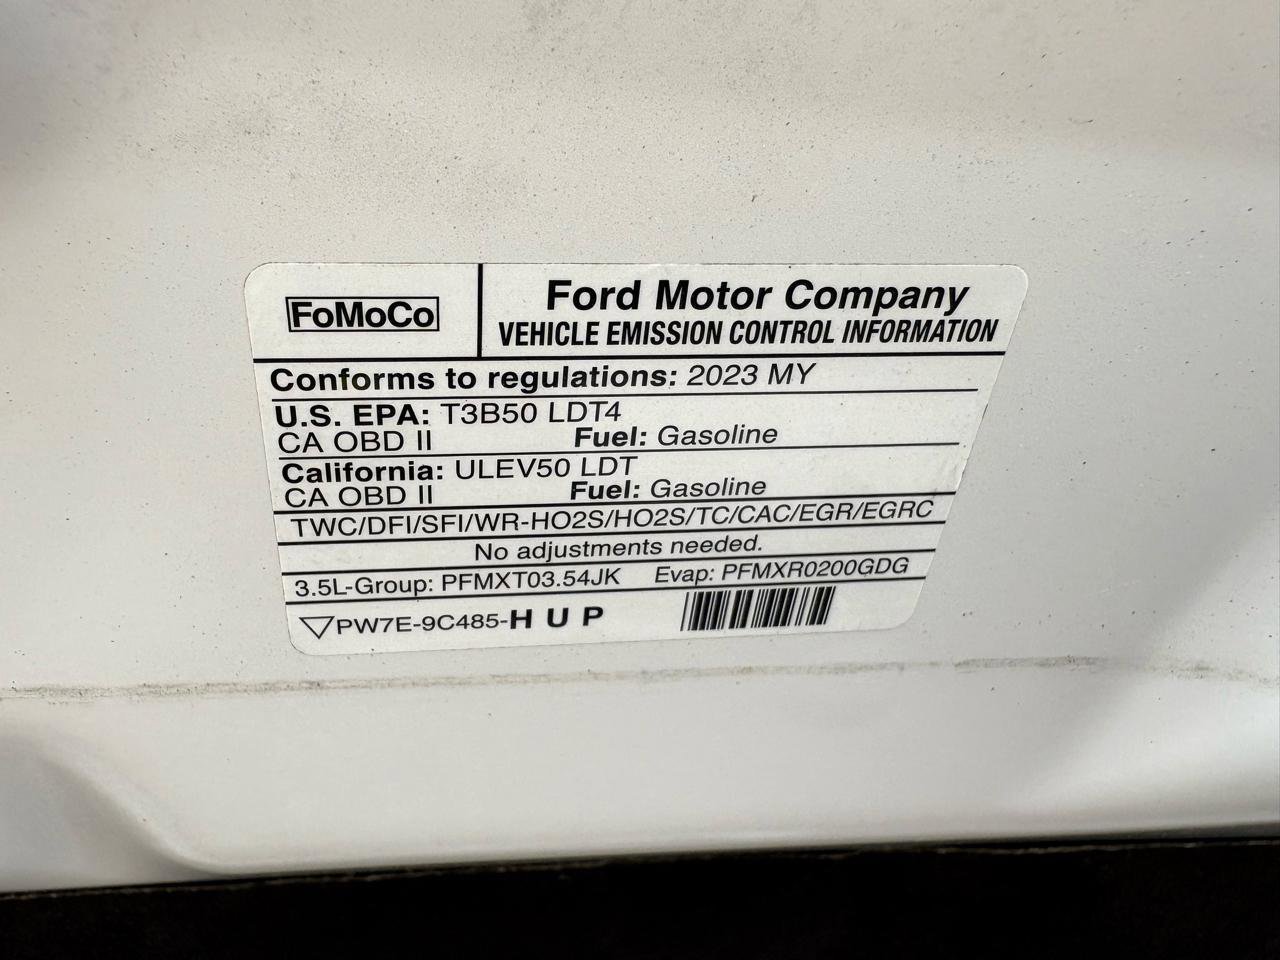 FoMoCo
Ford Motor Company
VEHICLE EMISSION CONTROL INFORMATION
Conforms to regulations: 2023 MY
U.S. EPA: T3B50 LDT4
CA OBD II Fuel: Gasoline
California: ULEV50 LDT
CA OBD II Fuel: Gasoline
TWC/DFI/SFI/WR-HO2S/HO2S/TC/CAC/EGR/EGRC
No adjustments needed.
3.5L-Group: PFMXT03.54JK Evap: PFMXR0200GDG
PW7E-9C485-H U P